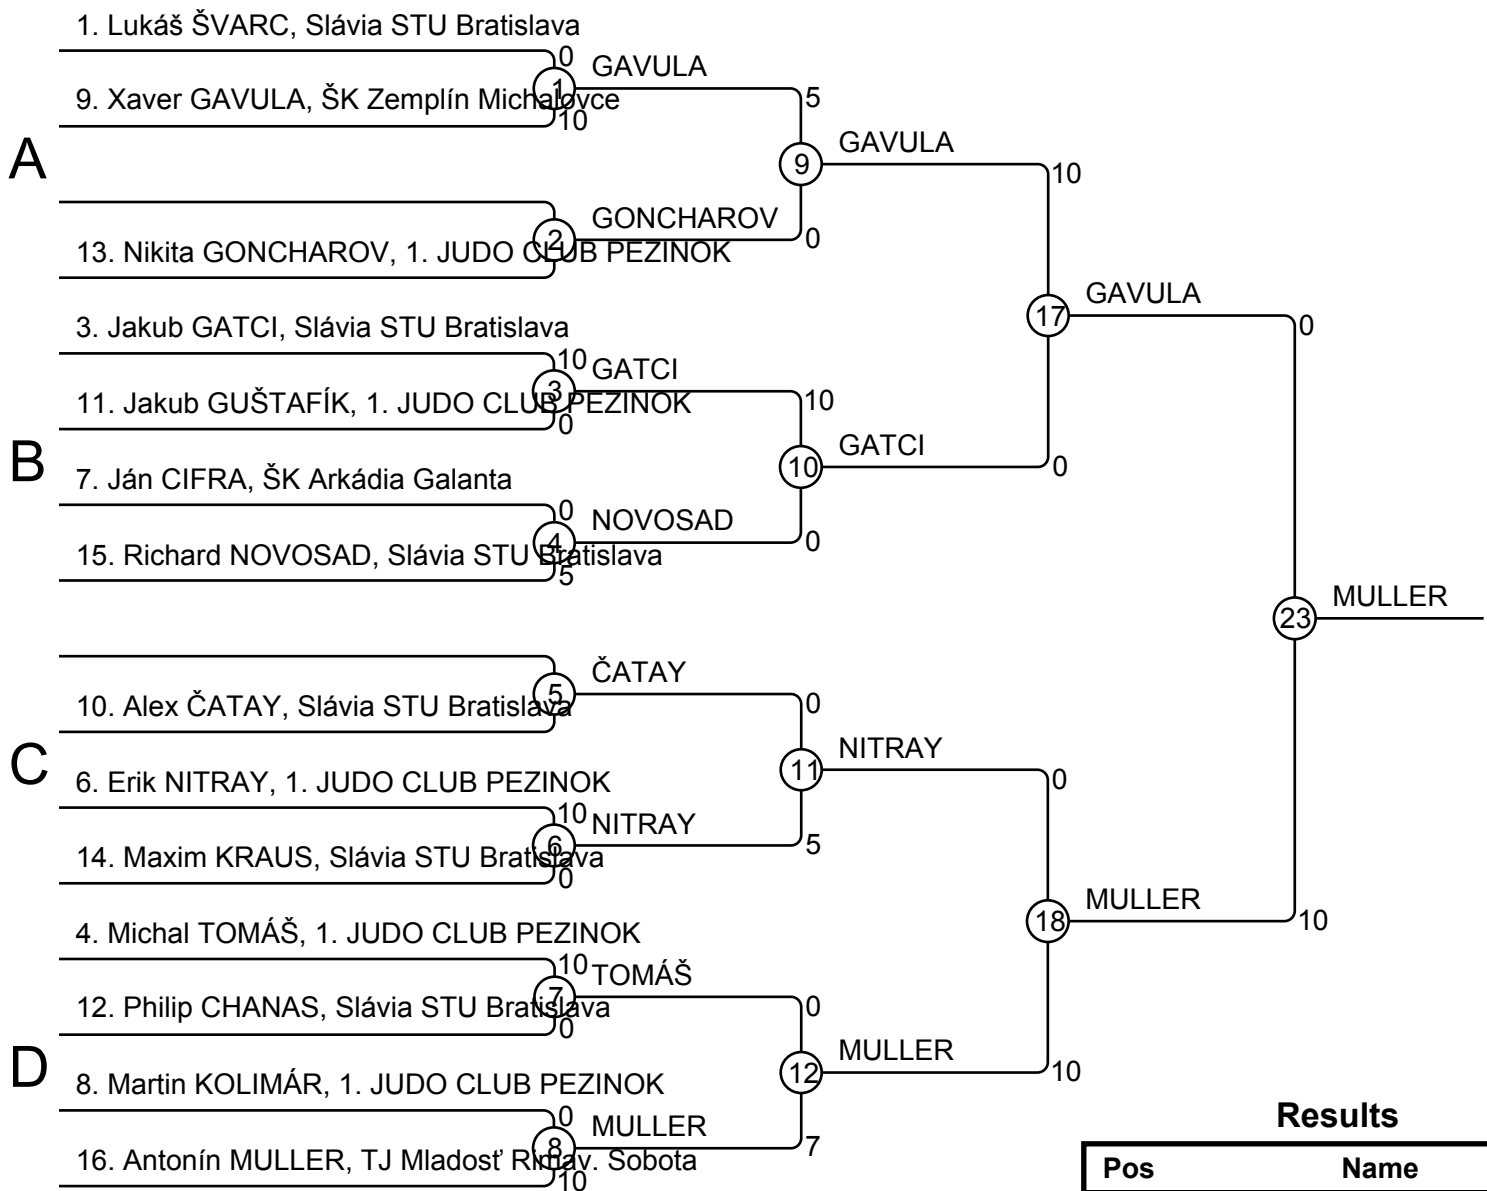 1. Lukáš ŠVARC, Slávia STU Bratislava
0
1
GAVULA
9. Xaver GAVULA, ŠK Zemplín Michalovce
10
5
A
9
GAVULA
10
2
GONCHAROV
0
13. Nikita GONCHAROV, 1. JUDO CLUB PEZINOK
17
GAVULA
0
3. Jakub GATCI, Slávia STU Bratislava
10
3
GATCI
11. Jakub GUŠTAFÍK, 1. JUDO CLUB PEZINOK
0
10
B
10
GATCI
0
7. Ján CIFRA, ŠK Arkádia Galanta
0
4
NOVOSAD
0
15. Richard NOVOSAD, Slávia STU Bratislava
5
23
MULLER
5
ČATAY
0
10. Alex ČATAY, Slávia STU Bratislava
C
11
NITRAY
0
6. Erik NITRAY, 1. JUDO CLUB PEZINOK
10
6
NITRAY
5
14. Maxim KRAUS, Slávia STU Bratislava
0
18
MULLER
10
4. Michal TOMÁŠ, 1. JUDO CLUB PEZINOK
10
7
TOMÁŠ
0
12. Philip CHANAS, Slávia STU Bratislava
0
D
12
MULLER
10
8. Martin KOLIMÁR, 1. JUDO CLUB PEZINOK
0
8
MULLER
7
16. Antonín MULLER, TJ Mladosť Rimav. Sobota
10
Results
Pos Name